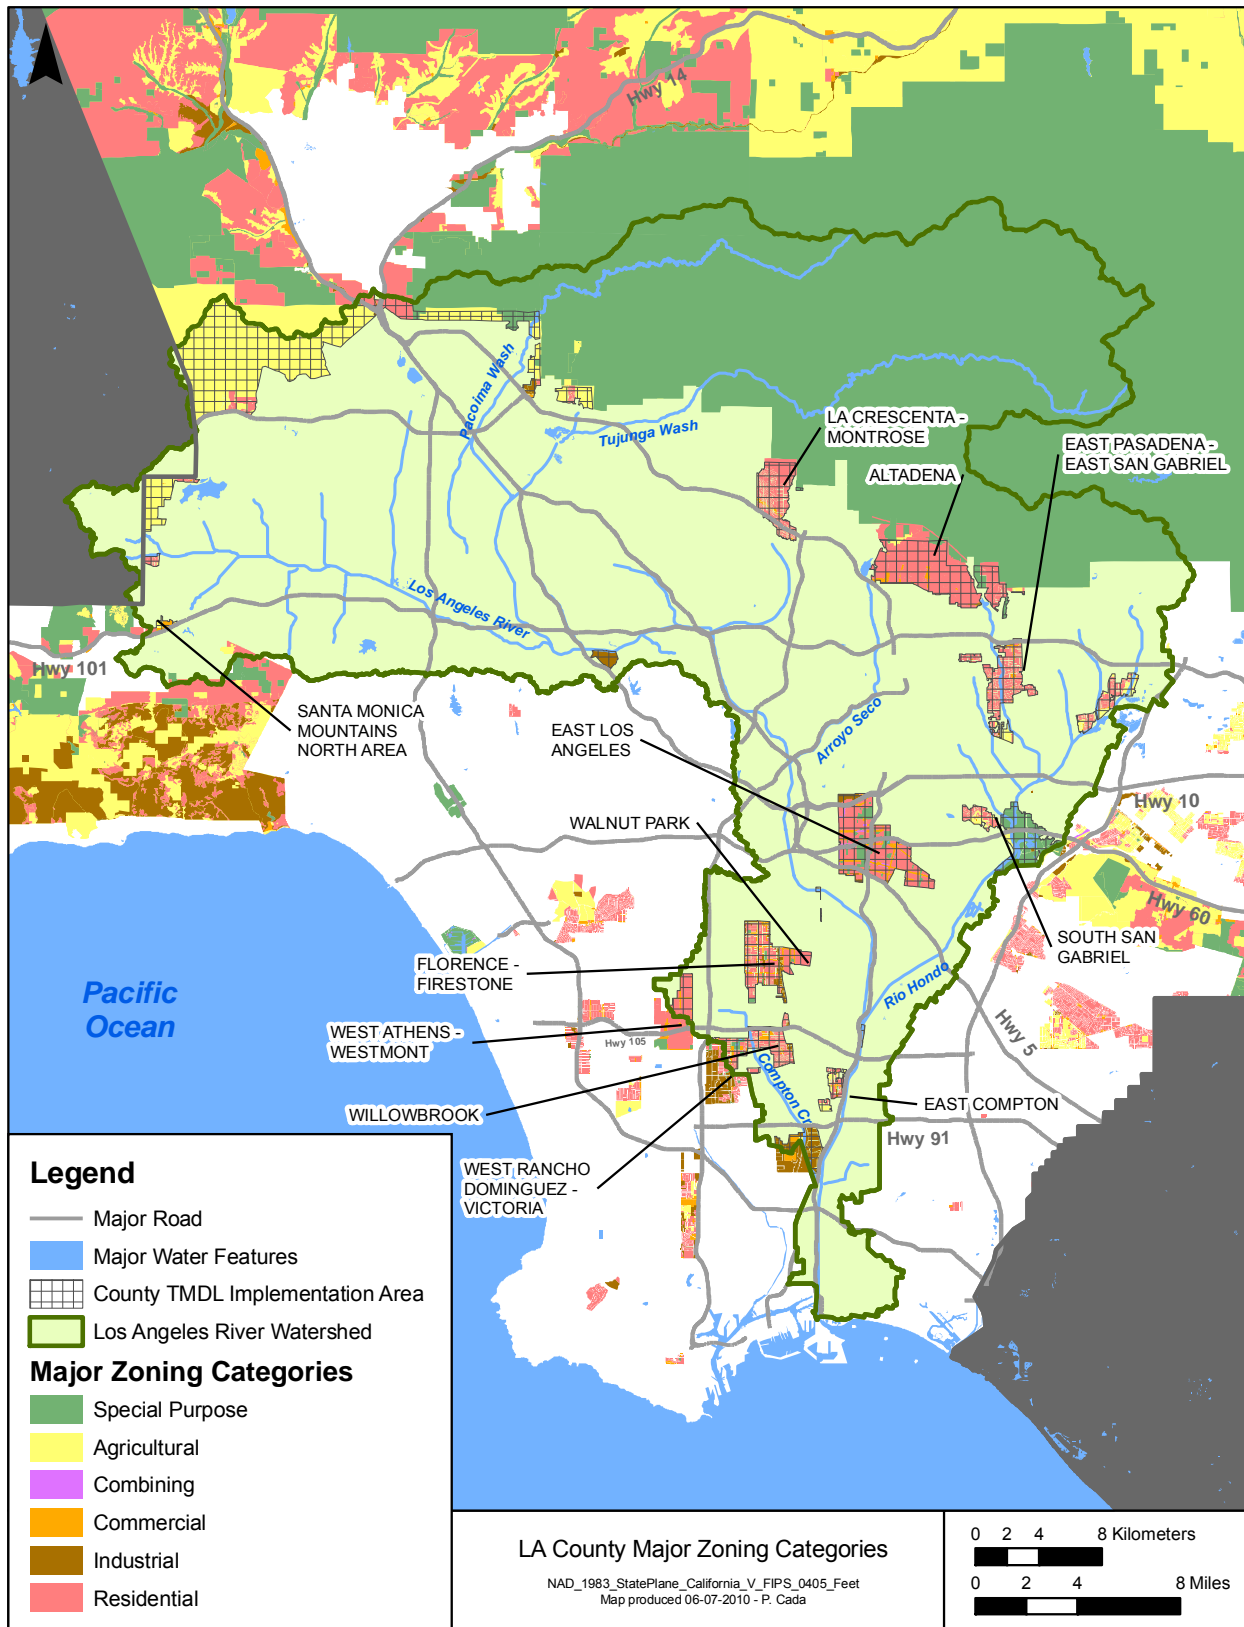 Hwy 14
Pacoima Wash
Tujunga Wash
LA CRESCENTA -
MONTROSE
EAST PASADENA -
EAST SAN GABRIEL
ALTADENA
Los Angeles River
Hwy 101
SANTA MONICA
MOUNTAINS
NORTH AREA
EAST LOS
ANGELES
Arroyo Seco
Hwy 10
WALNUT PARK
Hwy 60
SOUTH SAN
GABRIEL
FLORENCE -
FIRESTONE
Rio Hondo
Pacific
Ocean
Hwy 5
WEST ATHENS -
WESTMONT
Hwy 105
Compton Cr
WILLOWBROOK
EAST COMPTON
Hwy 91
WEST RANCHO
DOMINGUEZ -
VICTORIA
Legend
Major Road
Major Water Features
County TMDL Implementation Area
Los Angeles River Watershed
Major Zoning Categories
Special Purpose
Agricultural
Combining
Commercial
Industrial
Residential
LA County Major Zoning Categories
NAD_1983_StatePlane_California_V_FIPS_0405_Feet
Map produced 06-07-2010 - P. Cada
0 2 4 8 Kilometers
0 2 4 8 Miles